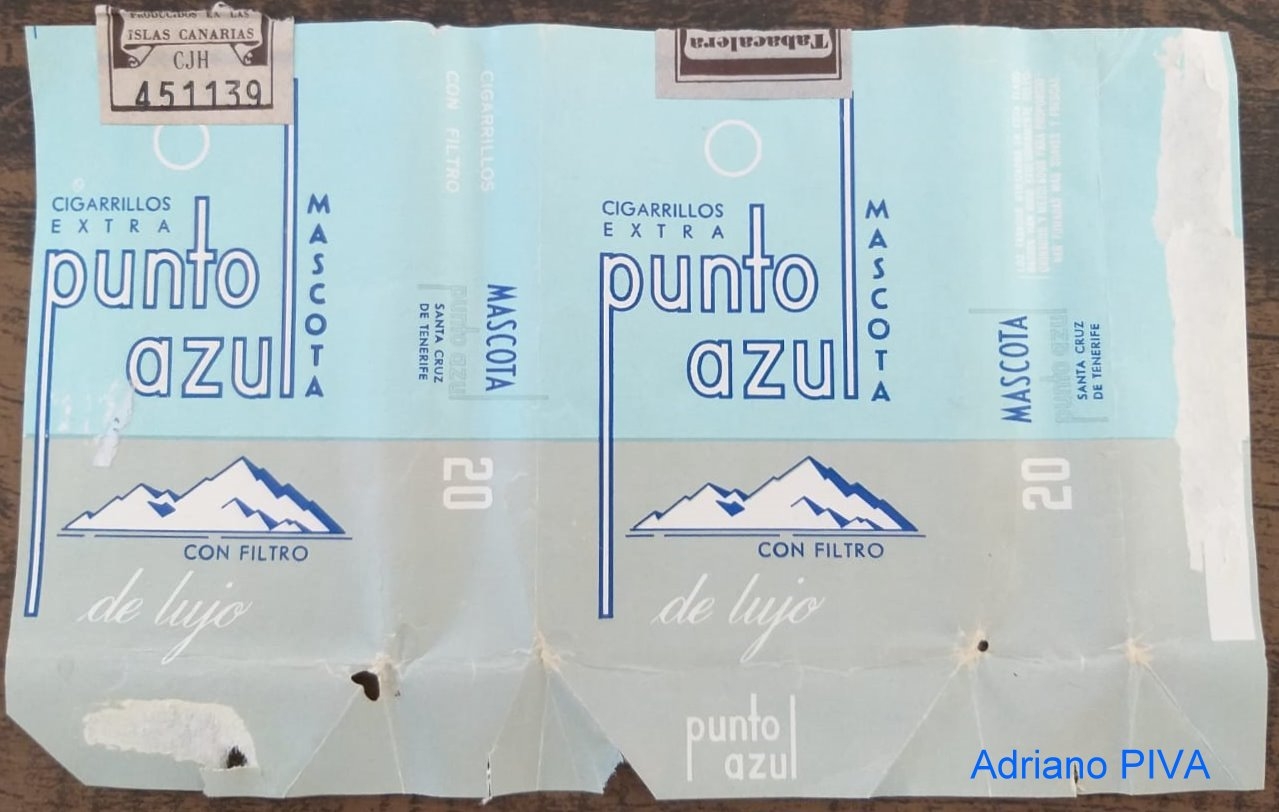 PRODUCIDOS EN LAS
ISLAS CANARIAS
CJH
451139
CIGARRILLOS
EXTRA
punto
azul
MASCOTA
CON FILTRO
de lujo
CIGARRILLOS
CON FILTRO
MASCOTA
punto azul
SANTA CRUZ
DE TENERIFE
20
Tabacalera
CIGARRILLOS
EXTRA
punto
azul
MASCOTA
CON FILTRO
de lujo
punto
azul
MASCOTA
punto azul
SANTA CRUZ
DE TENERIFE
20
Adriano PIVA